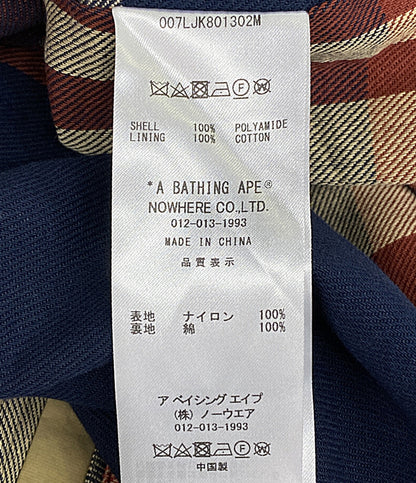 007LJK801302M
SHELL 100% POLYAMIDE
LINING 100% COTTON
*A BATHING APE®
NOWHERE CO.,LTD.
012-013-1993
MADE IN CHINA
品質表示
表地 ナイロン 100%
裏地 綿 100%
ア ベイシング エイプ
(株) ノーウエア
012-013-1993
中国製